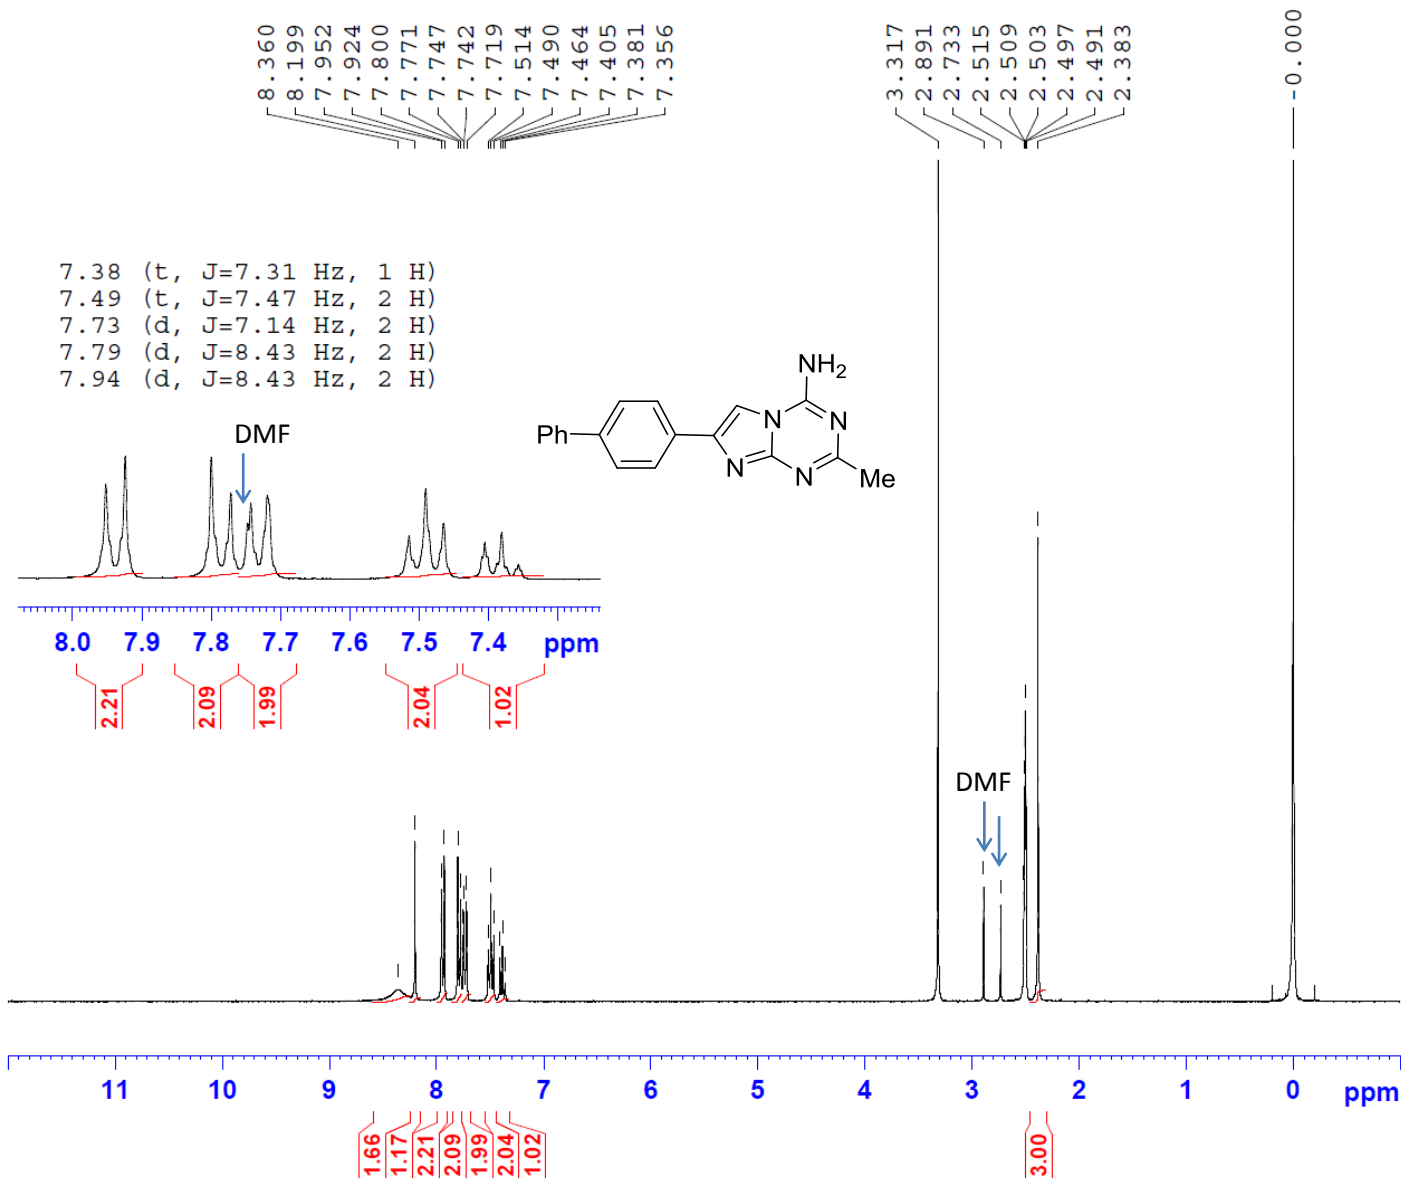 8.360
8.199
7.952
7.924
7.800
7.771
7.747
7.742
7.719
7.514
7.490
7.464
7.405
7.381
7.356
3.317
2.891
2.733
2.515
2.509
2.503
2.497
2.491
2.383
-0.000
7.38 (t, J=7.31 Hz, 1 H)
7.49 (t, J=7.47 Hz, 2 H)
7.73 (d, J=7.14 Hz, 2 H)
7.79 (d, J=8.43 Hz, 2 H)
7.94 (d, J=8.43 Hz, 2 H)
DMF
NH2
Ph
N
N
N
N
Me
8.0 7.9 7.8 7.7 7.6 7.5 7.4 ppm
2.21
2.09
1.99
2.04
1.02
DMF
11 10 9 8 7 6 5 4 3 2 1 0 ppm
1.66
1.17
2.21
2.09
1.99
2.04
1.02
3.00